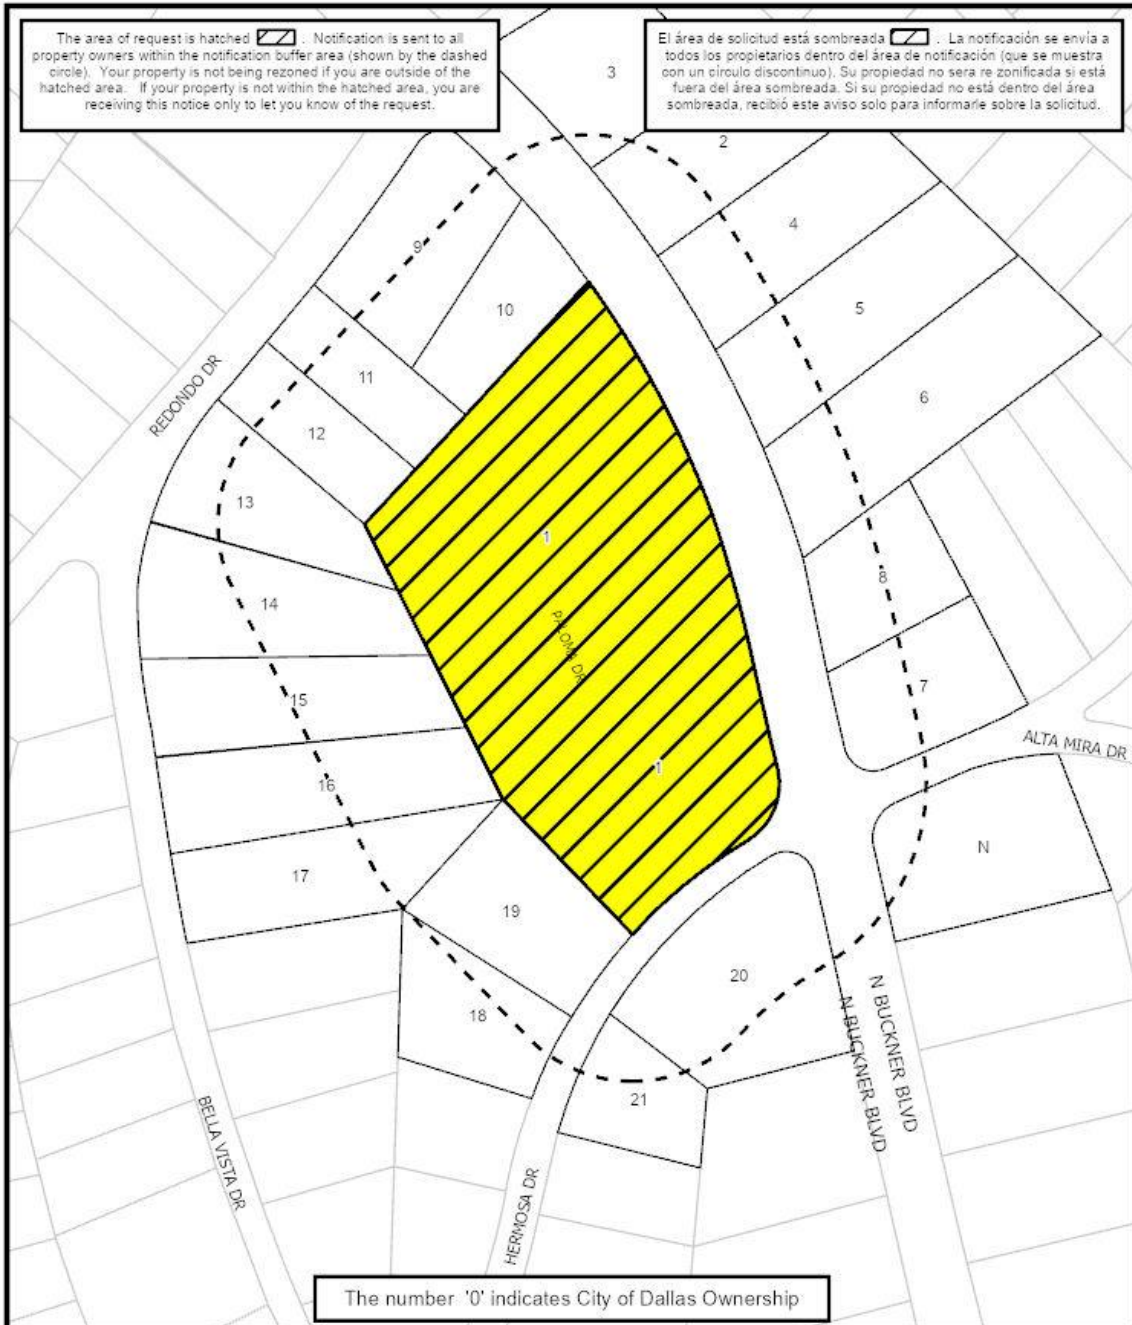 The area of request is hatched . Notification is sent to all
property owners within the notification buffer area (shown by the dashed
circle). Your property is not being rezoned if you are outside of the
hatched area. If your property is not within the hatched area, you are
receiving this notice only to let you know of the request.
El área de solicitud está sombreada . La notificación se envía a
todos los propietarios dentro del área de notificación (que se muestra
con un círculo discontinuo). Su propiedad no sera re zonificada si está
fuera del área sombreada. Si su propiedad no está dentro del área
sombreada, recibió este aviso solo para informarle sobre la solicitud.
3
2
4
9
5
10
REDONDO DR
11
6
12
13
1
8
14
PALOMA DR
7
15
ALTA MIRA DR
1
16
N
17
19
20
18
N BUCKNER BLVD
N BUCKNER BLVD
21
BELLA VISTA DR
HERMOSA DR
The number '0' indicates City of Dallas Ownership